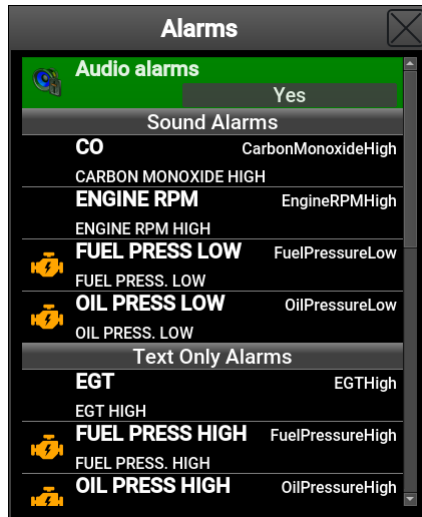 Alarms
Audio alarms
Yes
Sound Alarms
CO CarbonMonoxideHigh
CARBON MONOXIDE HIGH
ENGINE RPM EngineRPMHigh
ENGINE RPM HIGH
FUEL PRESS LOW FuelPressureLow
FUEL PRESS. LOW
OIL PRESS LOW OilPressureLow
OIL PRESS. LOW
Text Only Alarms
EGT EGTHigh
EGT HIGH
FUEL PRESS HIGH FuelPressureHigh
FUEL PRESS. HIGH
OIL PRESS HIGH OilPressureHigh